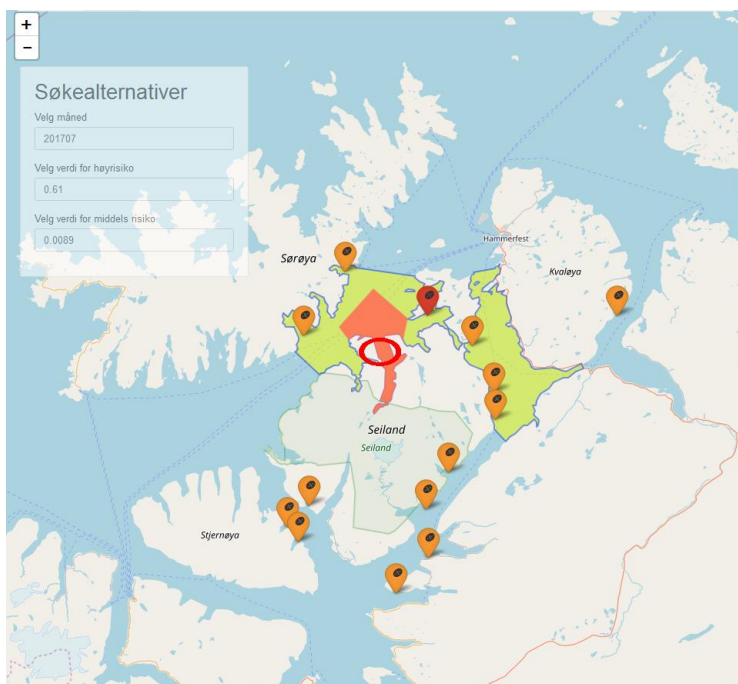 +
−
Søkealternativer
Velg måned
201707
Velg verdi for høyrisiko
0.61
Velg verdi for middels risiko
0.0089
Hammerfest
Sørøya
Kvaløya
Seiland
Seiland
Stjernøya